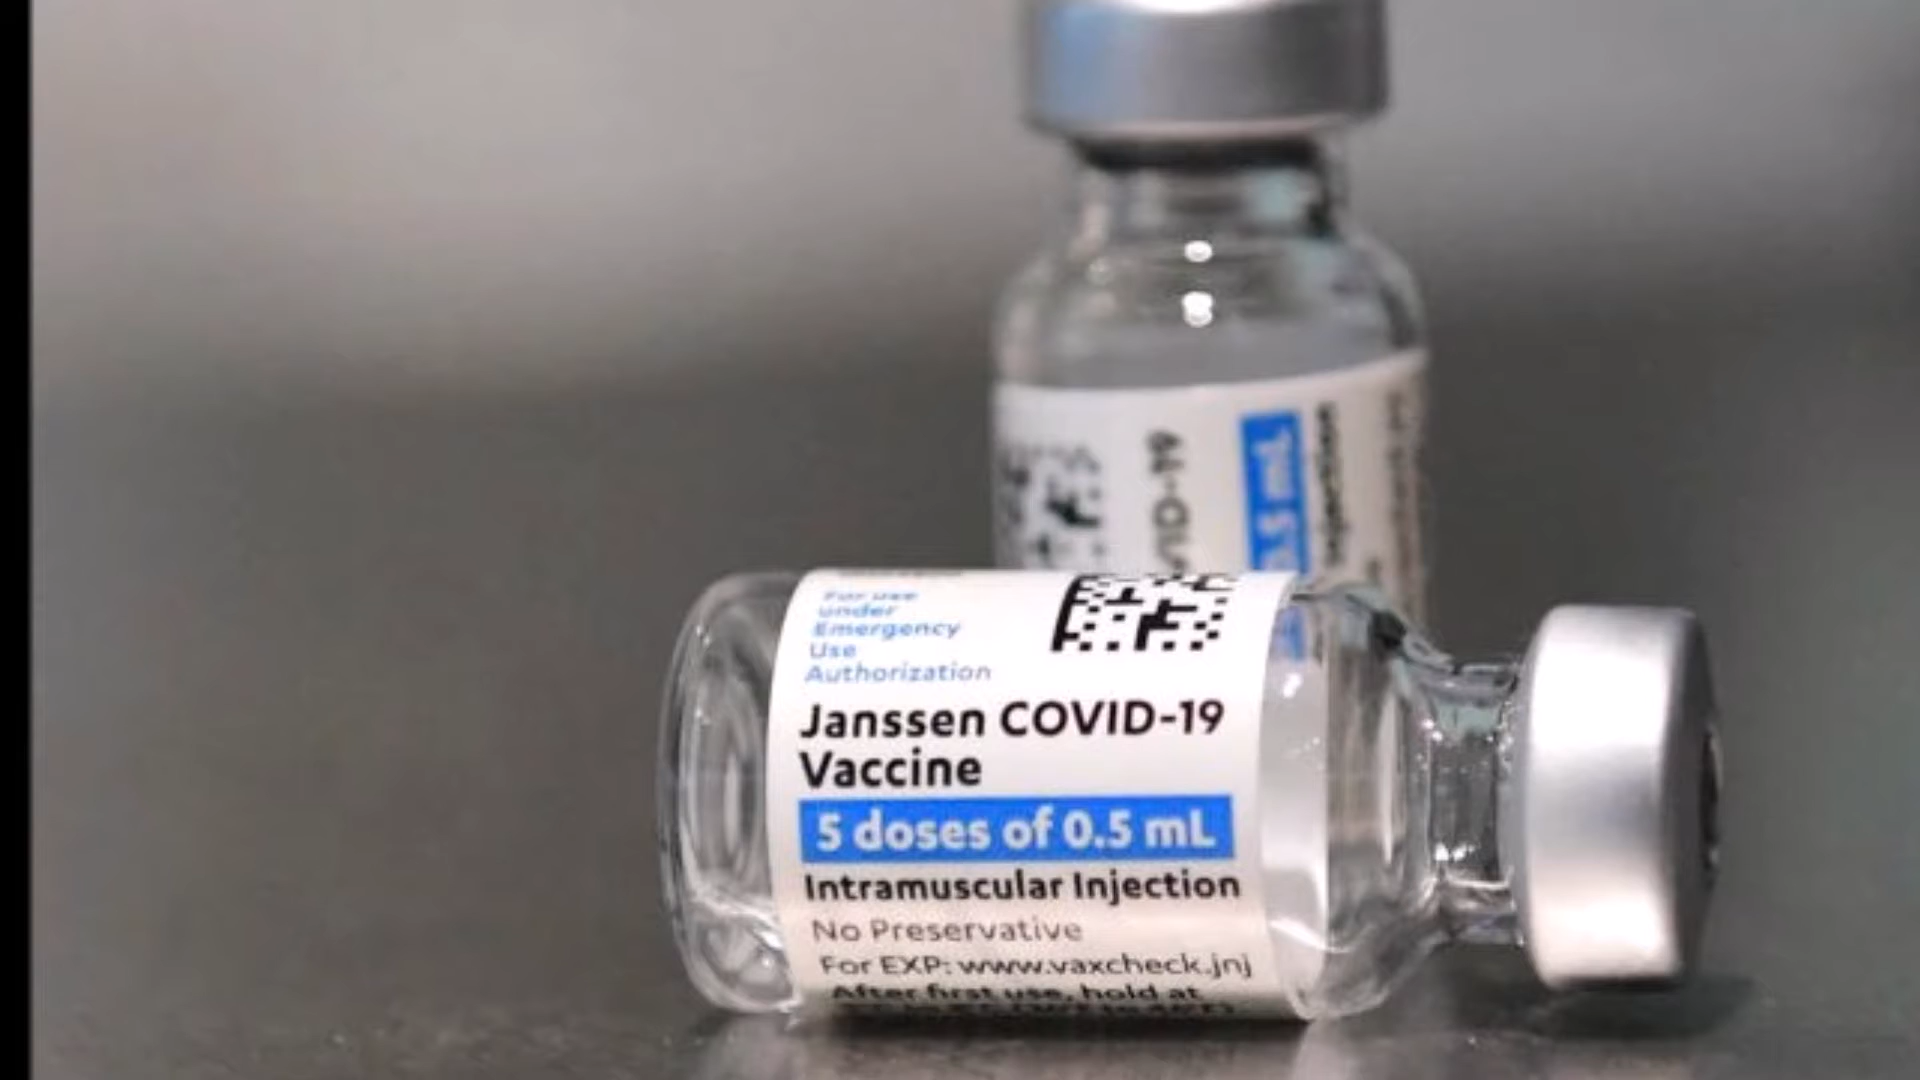 For use
under
Emergency
Use
Authorization
Janssen COVID-19
Vaccine
5 doses of 0.5 mL
Intramuscular Injection
No Preservative
For EXP: www.vaxcheck.jnj
After first use, hold at